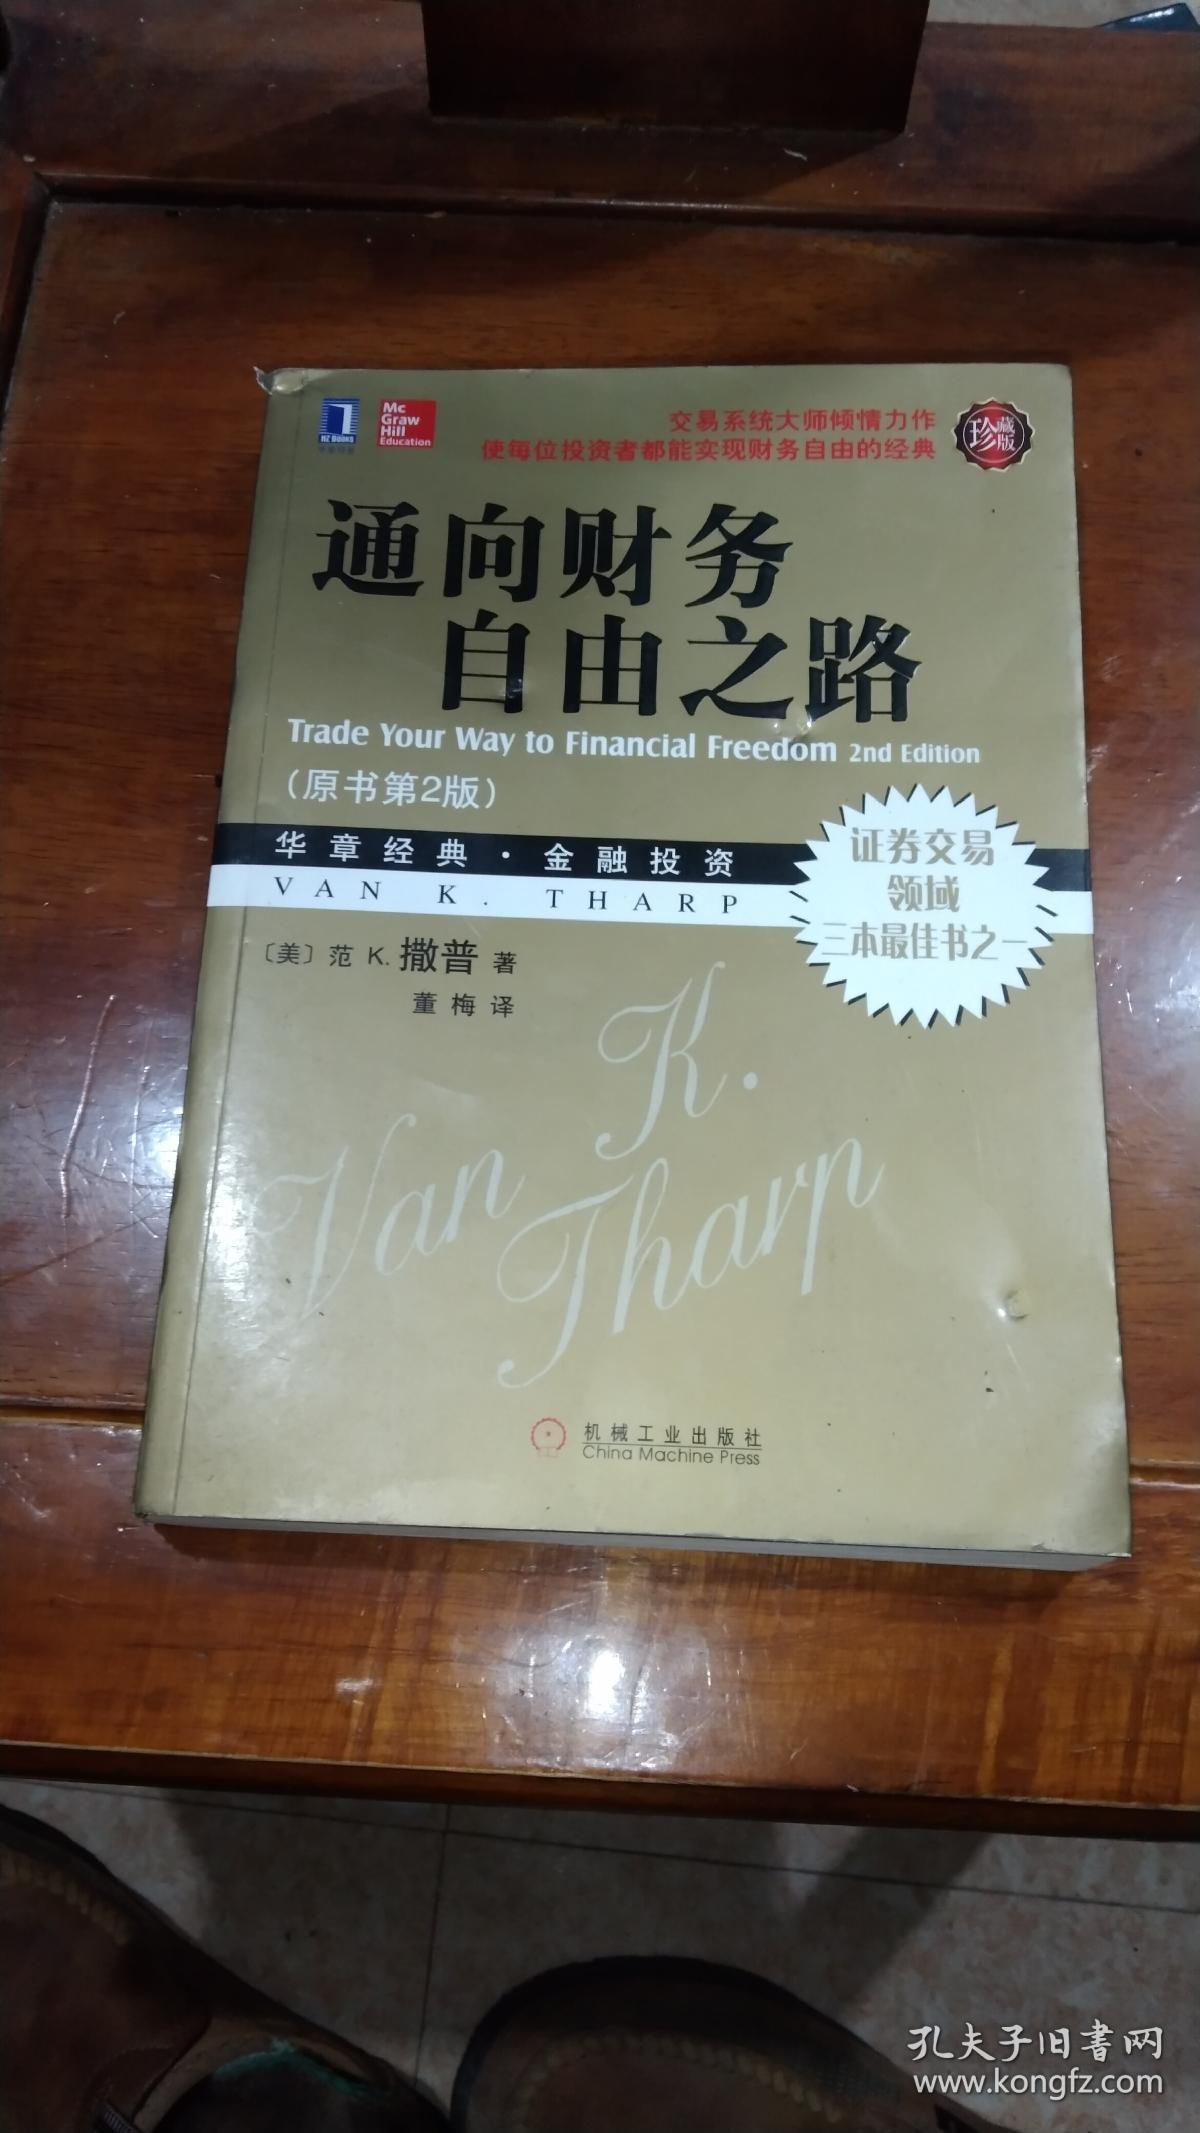 HZ Books
Mc
Graw
Hill
Education
交易系统大师倾情力作
使每位投资者都能实现财务自由的经典
珍藏版
通向财务
自由之路
Trade Your Way to Financial Freedom 2nd Edition
（原书第2版）
华章经典·金融投资
VAN K. THARP
证券交易
领域
三本最佳书之一
〔美〕范 K. 撒普 著
董梅 译
Van K. Tharp
机械工业出版社
China Machine Press
孔夫子旧書网
www.kongfz.com